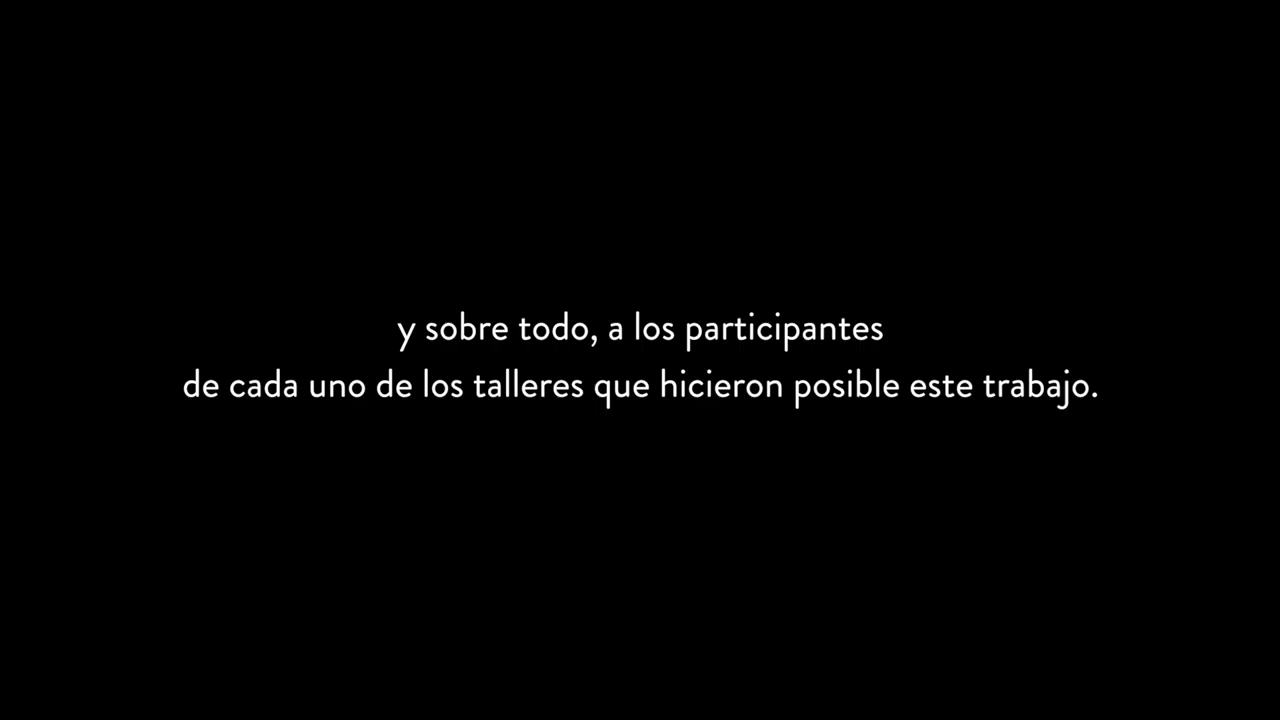 y sobre todo, a los participantes
de cada uno de los talleres que hicieron posible este trabajo.